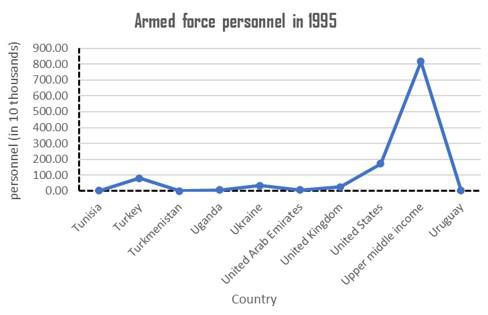 Armed force personnel in 1995
personnel (in 10 thousands)
900.00
800.00
700.00
600.00
500.00
400.00
300.00
200.00
100.00
0.00
Tunisia
Turkey
Turkmenistan
Uganda
Ukraine
United Arab Emirates
United Kingdom
United States
Upper middle income
Uruguay
Country